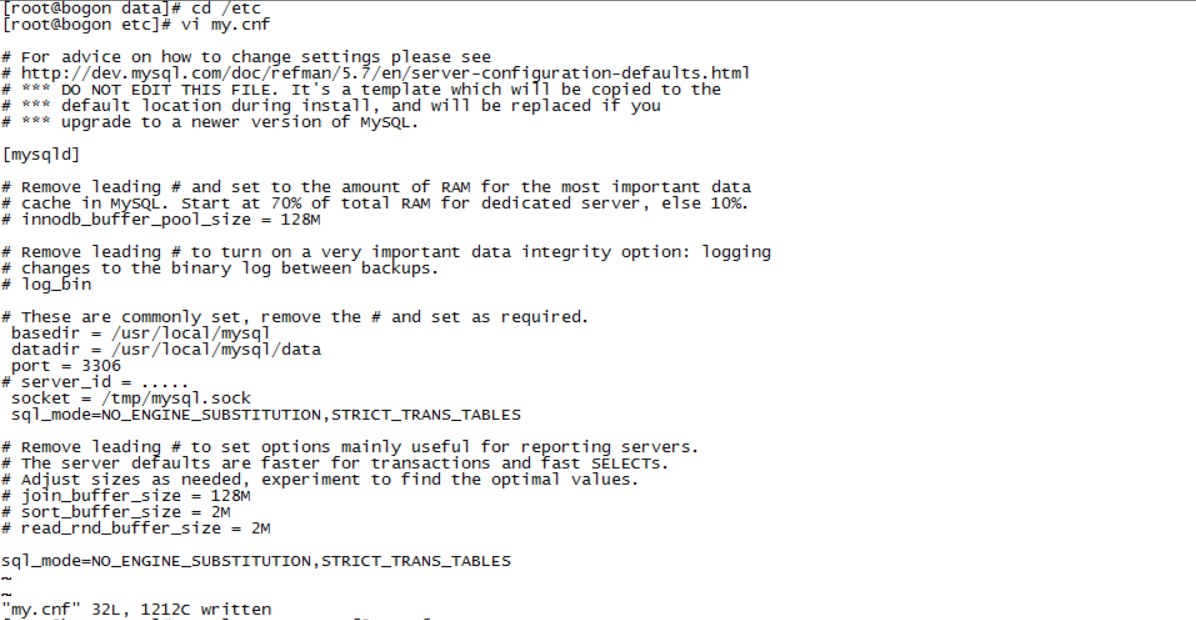 [root@bogon data]# cd /etc
[root@bogon etc]# vi my.cnf
# For advice on how to change settings please see
# http://dev.mysql.com/doc/refman/5.7/en/server-configuration-defaults.html
# *** DO NOT EDIT THIS FILE. It's a template which will be copied to the
# *** default location during install, and will be replaced if you
# *** upgrade to a newer version of MySQL.
[mysqld]
# Remove leading # and set to the amount of RAM for the most important data
# cache in MySQL. Start at 70% of total RAM for dedicated server, else 10%.
# innodb_buffer_pool_size = 128M
# Remove leading # to turn on a very important data integrity option: logging
# changes to the binary log between backups.
# log_bin
# These are commonly set, remove the # and set as required.
basedir = /usr/local/mysql
datadir = /usr/local/mysql/data
port = 3306
# server_id = .....
socket = /tmp/mysql.sock
sql_mode=NO_ENGINE_SUBSTITUTION,STRICT_TRANS_TABLES
# Remove leading # to set options mainly useful for reporting servers.
# The server defaults are faster for transactions and fast SELECTs.
# Adjust sizes as needed, experiment to find the optimal values.
# join_buffer_size = 128M
# sort_buffer_size = 2M
# read_rnd_buffer_size = 2M
sql_mode=NO_ENGINE_SUBSTITUTION,STRICT_TRANS_TABLES
~
~
"my.cnf" 32L, 1212C written